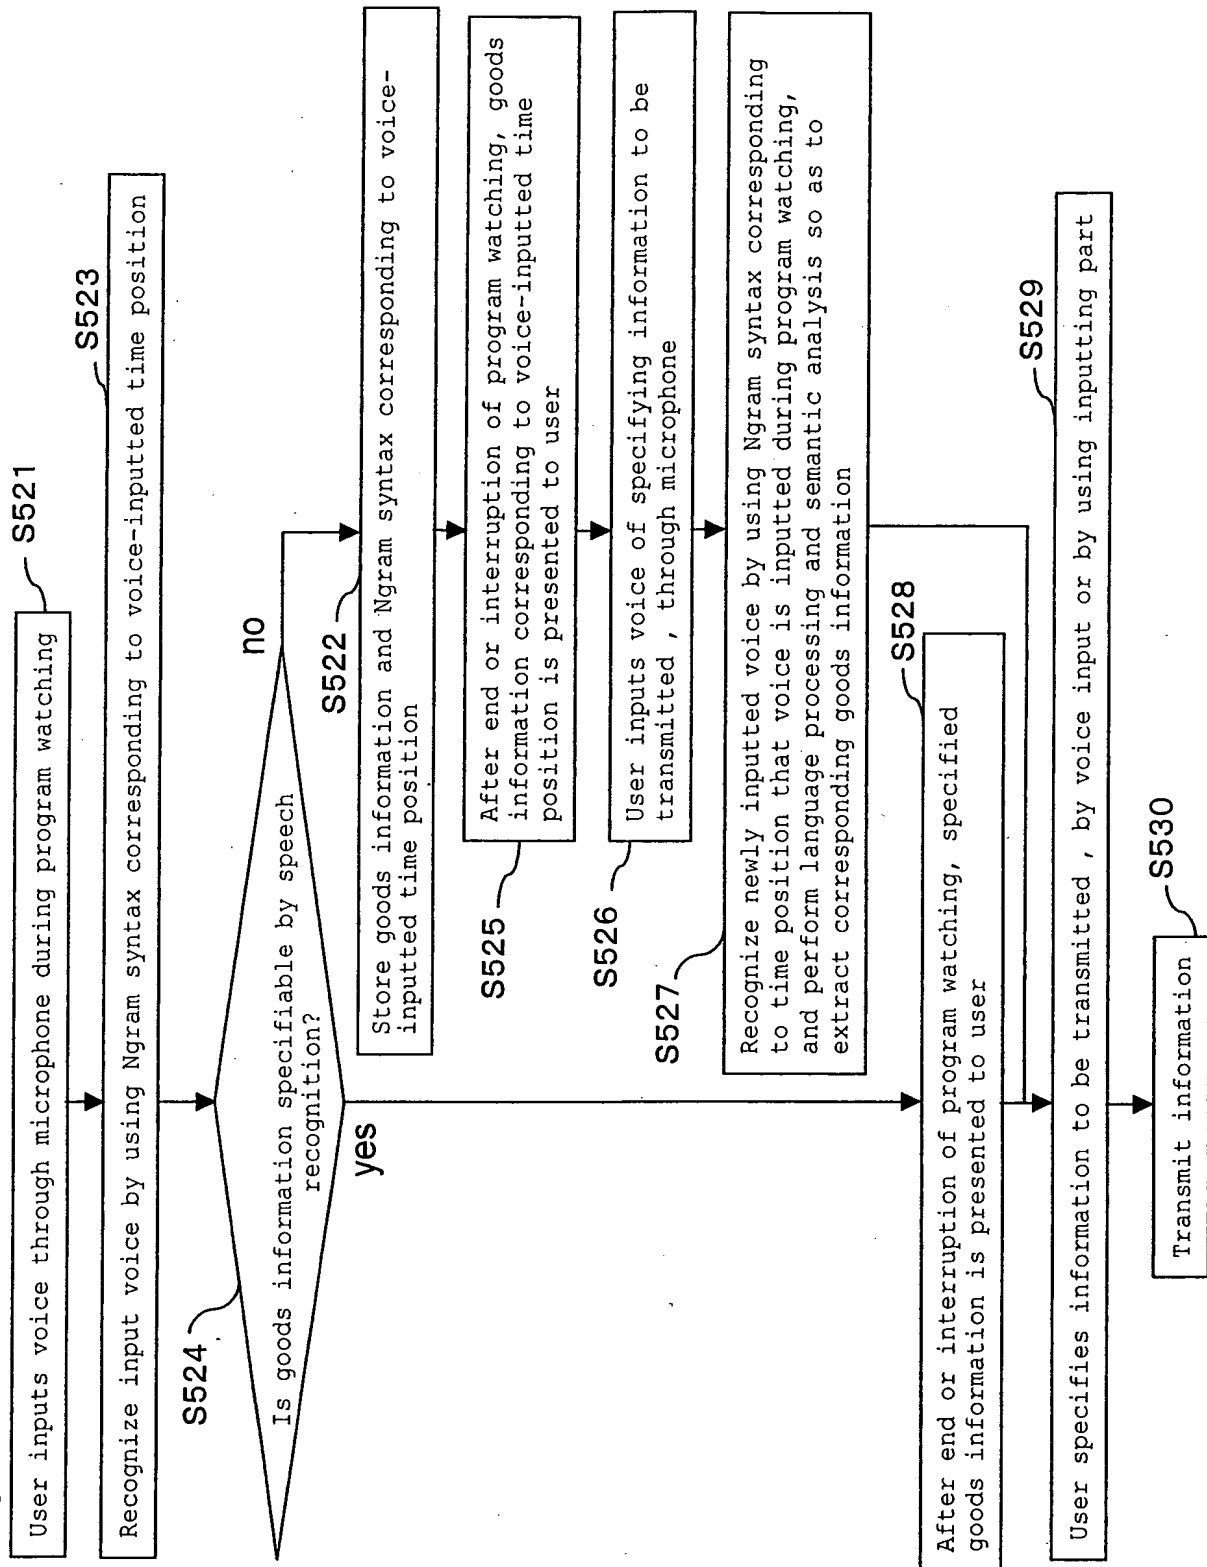 S521
User inputs voice through microphone during program watching
S523
Recognize input voice by using Ngram syntax corresponding to voice-inputted time position
S524
Is goods information specifiable by speech
recognition?
no
yes
S522
Store goods information and Ngram syntax corresponding to voice-
inputted time position
S525
After end or interruption of program watching, goods
information corresponding to voice-inputted time
position is presented to user
S526
User inputs voice of specifying information to be
transmitted , through microphone
S527
Recognize newly inputted voice by using Ngram syntax corresponding
to time position that voice is inputted during program watching,
and perform language processing and semantic analysis so as to
extract corresponding goods information
S528
After end or interruption of program watching, specified
goods information is presented to user
S529
User specifies information to be transmitted , by voice input or by using inputting part
S530
Transmit information